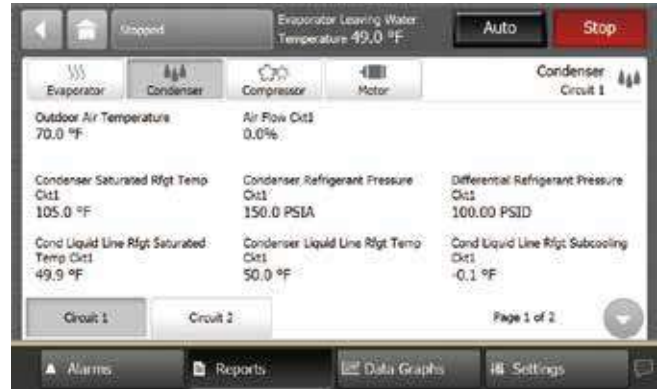 Stopped
Evaporator Leaving Water
Temperature 49.0 °F
Auto
Stop
Evaporator
Condenser
Compressor
Motor
Condenser
Circuit 1
Outdoor Air Temperature
70.0 °F
Air Flow Ckt1
0.0%
Condenser Saturated Rfgt Temp
Ckt1
105.0 °F
Condenser Refrigerant Pressure
Ckt1
150.0 PSIA
Differential Refrigerant Pressure
Ckt1
100.00 PSID
Cond Liquid Line Rfgt Saturated
Temp Ckt1
49.9 °F
Condenser Liquid Line Rfgt Temp
Ckt1
50.0 °F
Cond Liquid Line Rfgt Subcooling
Ckt1
-0.1 °F
Circuit 1
Circuit 2
Page 1 of 2
Alarms
Reports
Data Graphs
Settings